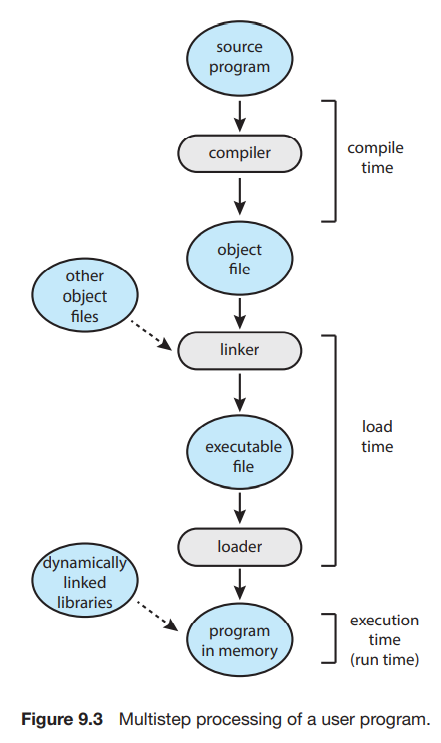 source
program
compiler
compile
time
object
file
other
object
files
linker
load
time
executable
file
loader
dynamically
linked
libraries
program
in memory
execution
time
(run time)
Figure 9.3 Multistep processing of a user program.